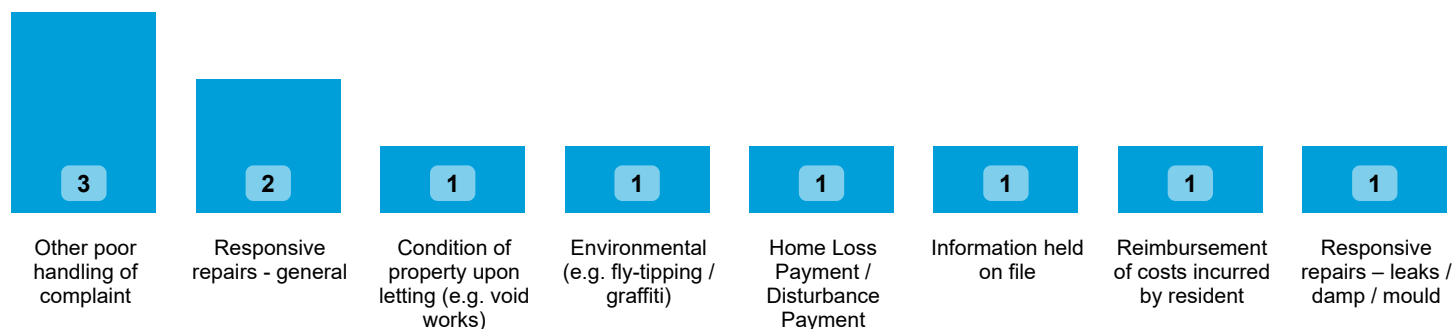 3
2
1
1
1
1
1
1
Other poor
handling of
complaint
Responsive
repairs - general
Condition of
property upon
letting (e.g. void
works)
Environmental
(e.g. fly-tipping /
graffiti)
Home Loss
Payment /
Disturbance
Payment
Information held
on file
Reimbursement
of costs incurred
by resident
Responsive
repairs – leaks /
damp / mould